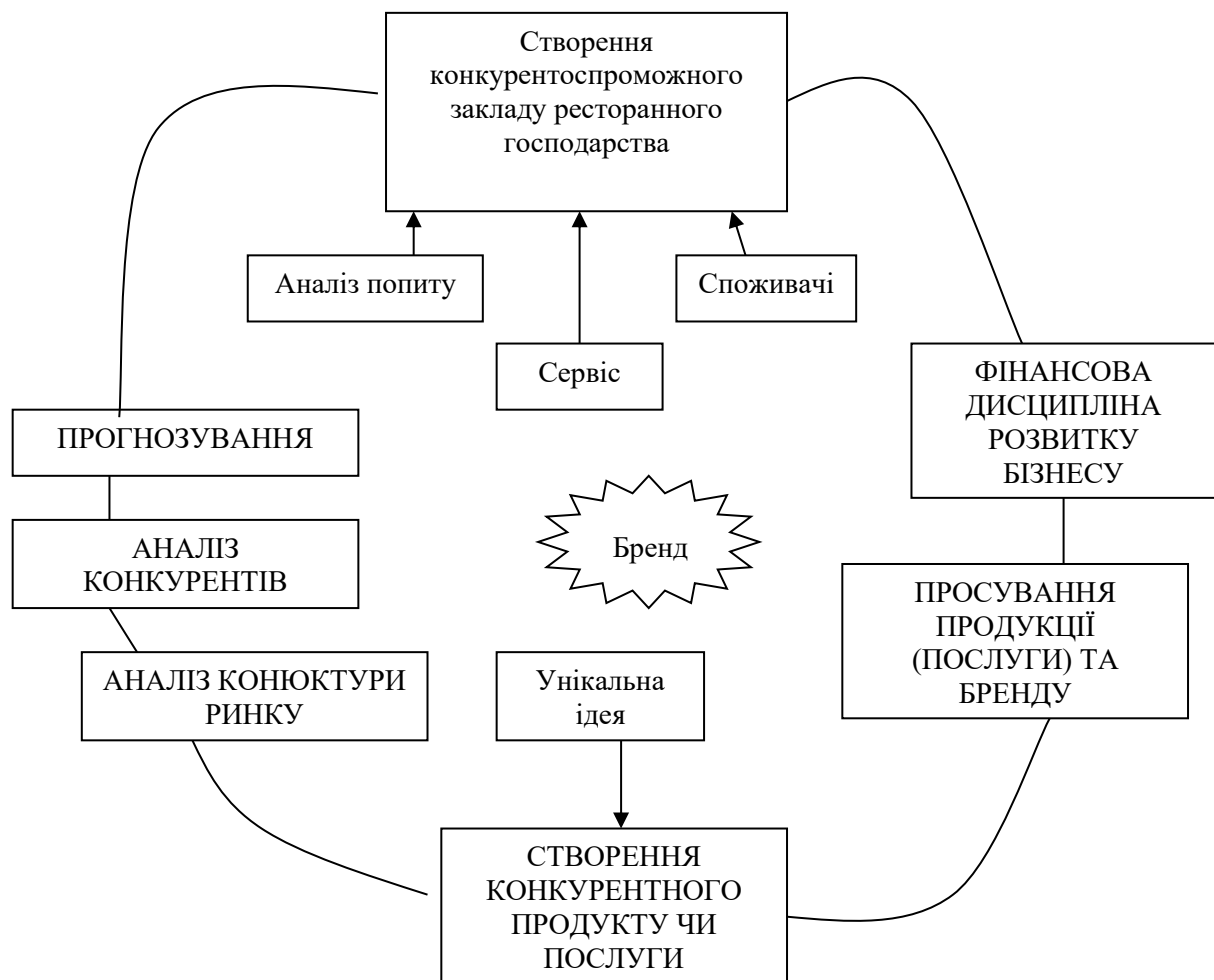 Створення
конкурентоспроможного
закладу ресторанного
господарства
Аналіз попиту
Споживачі
Сервіс
ПРОГНОЗУВАННЯ
ФІНАНСОВА
ДИСЦИПЛІНА
РОЗВИТКУ
БІЗНЕСУ
АНАЛІЗ
КОНКУРЕНТІВ
Бренд
ПРОСУВАННЯ
ПРОДУКЦІЇ
(ПОСЛУГИ) ТА
БРЕНДУ
АНАЛІЗ КОНЮКТУРИ
РИНКУ
Унікальна
ідея
СТВОРЕННЯ
КОНКУРЕНТНОГО
ПРОДУКТУ ЧИ
ПОСЛУГИ